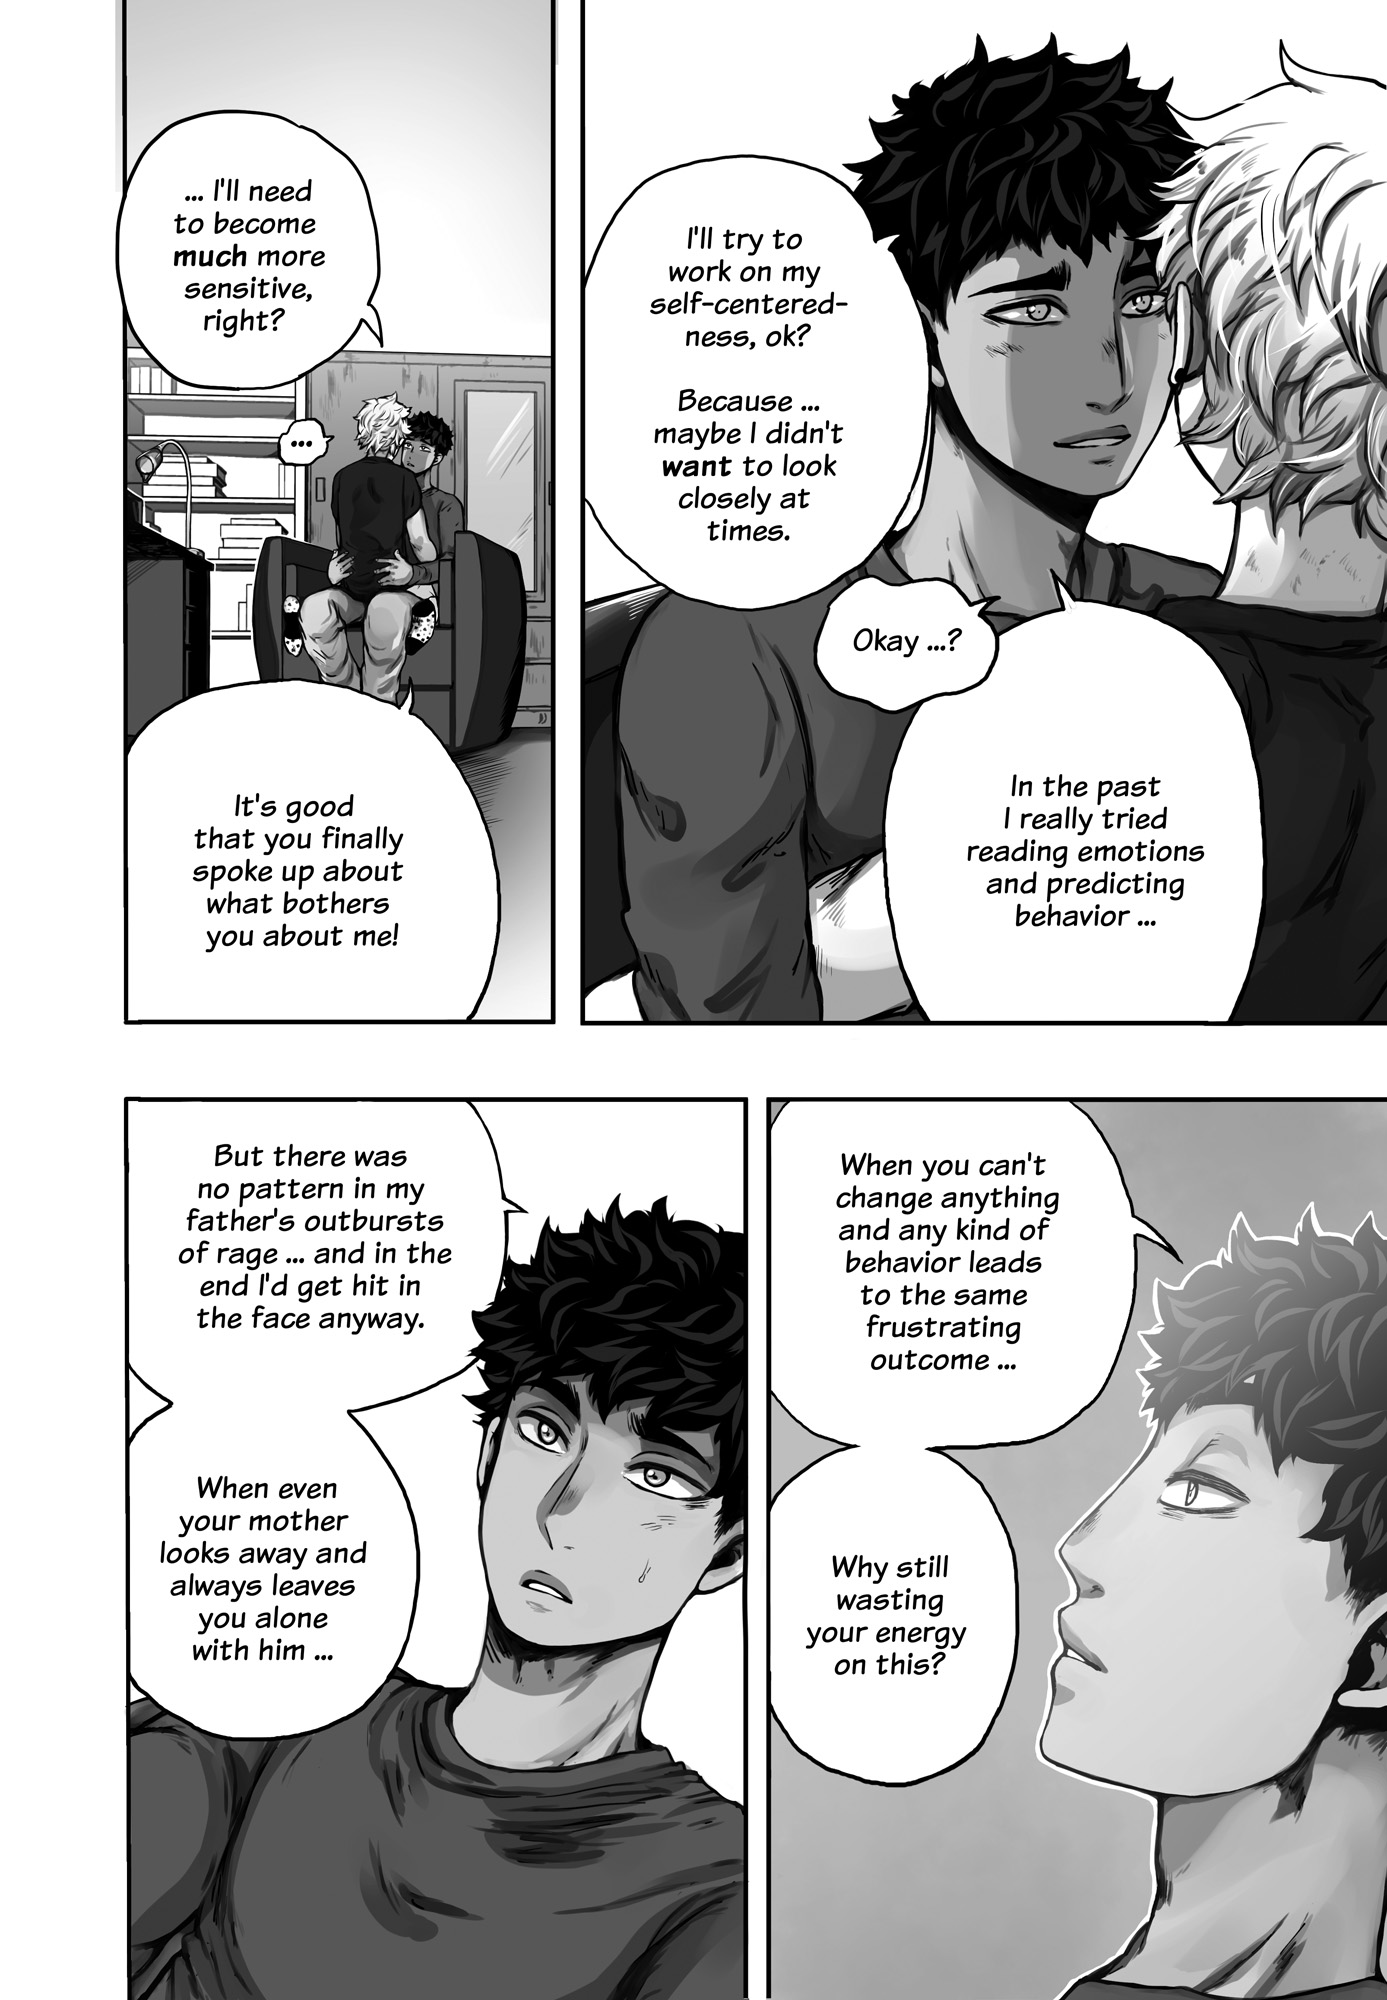 ... I'll need
to become
much more
sensitive,
right?
...
It's good
that you finally
spoke up about
what bothers
you about me!
I'll try to
work on my
self-centered-
ness, ok?
Because ...
maybe I didn't
want to look
closely at
times.
Okay ...?
In the past
I really tried
reading emotions
and predicting
behavior ...
But there was
no pattern in my
father's outbursts
of rage ... and in the
end I'd get hit in
the face anyway.
When even
your mother
looks away and
always leaves
you alone
with him ...
When you can't
change anything
and any kind of
behavior leads
to the same
frustrating
outcome ...
Why still
wasting
your energy
on this?